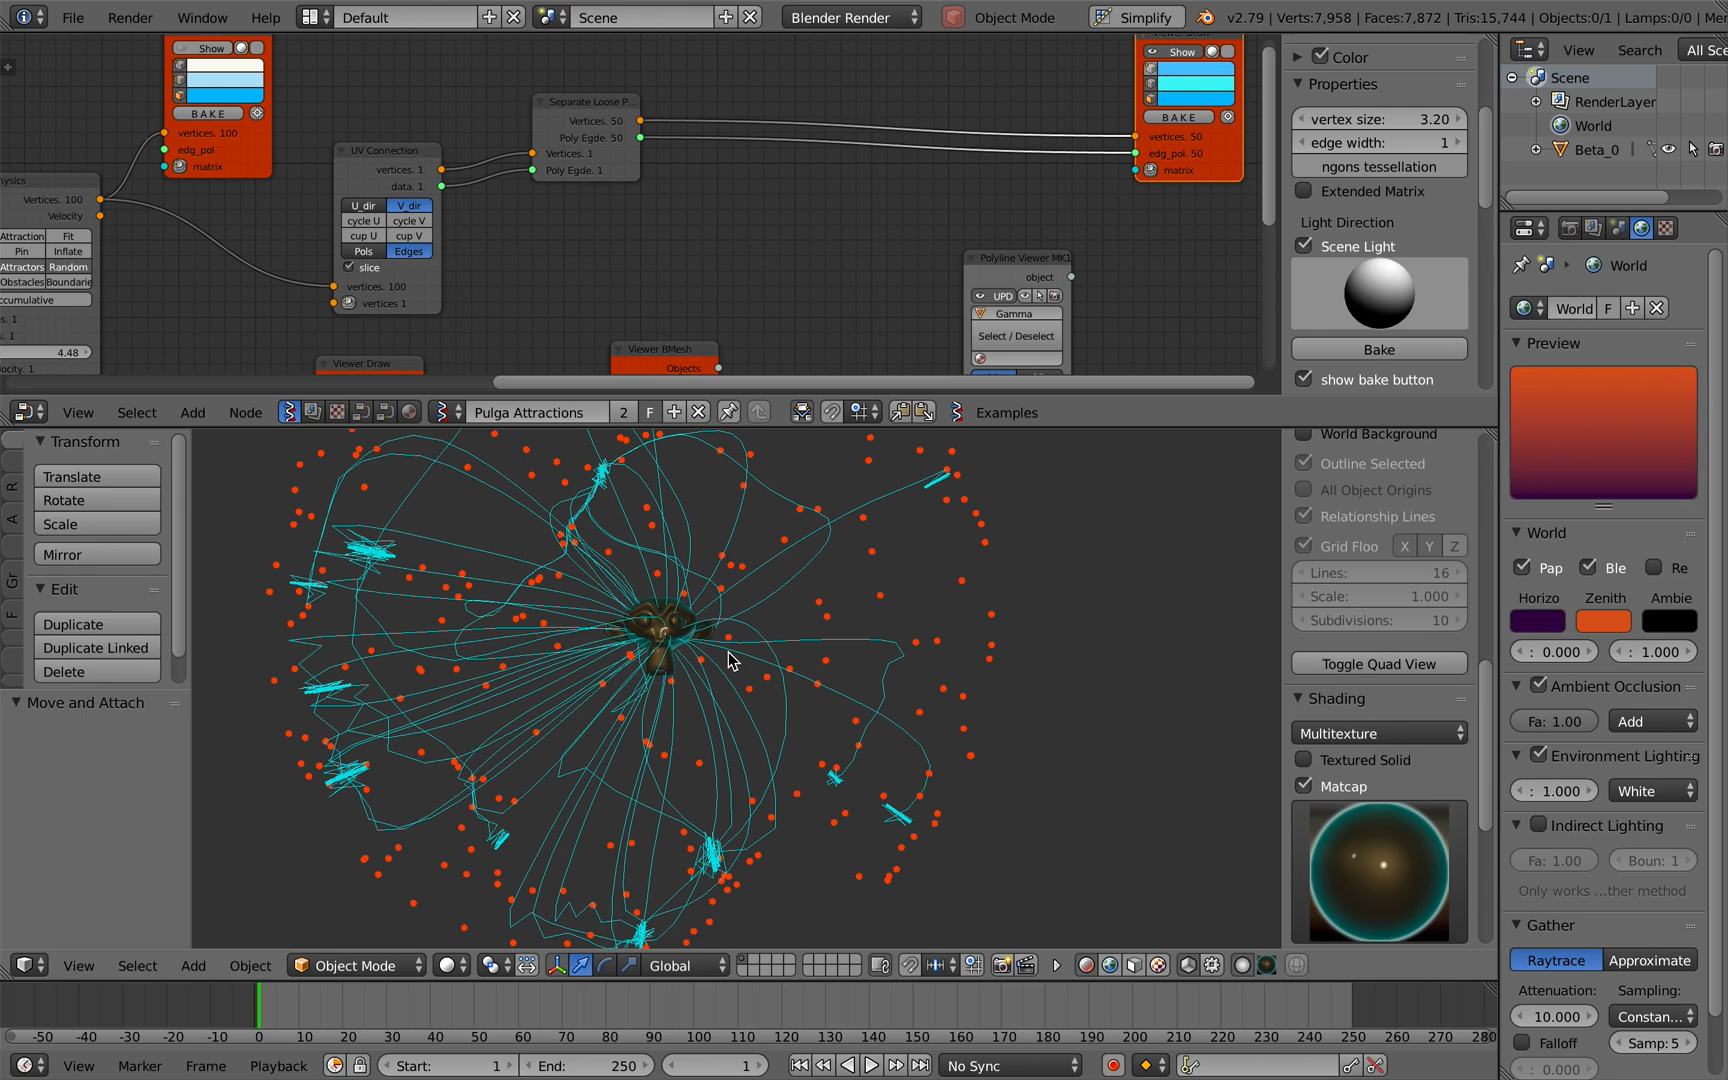 File Render Window Help Default Scene Blender Render Object Mode Simplify v2.79 | Verts:7,958 | Faces:7,872 | Tris:15,744 | Objects:0/1 | Lamps:0/0 | Mer
Show
BAKE
vertices. 100
edg_pol
matrix
ysics
Vertices. 100
Velocity
Attraction Fit
Pin Inflate
Attractors Random
Obstacles Boundarie
ccumulative
s. 1
. 1
4.48
locity. 1
UV Connection
vertices. 1
data. 1
U_dir V_dir
cycle U cycle V
cup U cup V
Pols Edges
slice
vertices. 100
vertices 1
Separate Loose P...
Vertices. 50
Poly Egde. 50
Vertices. 1
Poly Egde. 1
Viewer Draw
Viewer BMesh
Objects
Polyline Viewer MK1
object
UPD
Gamma
Select / Deselect
Show
BAKE
vertices. 50
edg_pol. 50
matrix
Color
Properties
vertex size: 3.20
edge width: 1
ngons tessellation
Extended Matrix
Light Direction
Scene Light
Bake
show bake button
View Search All Sce
Scene
RenderLayer
World
Beta_0
View Select Add Node Pulga Attractions 2 F Examples
Transform
Translate
Rotate
Scale
Mirror
Edit
Duplicate
Duplicate Linked
Delete
Move and Attach
R
A
Gr
F
World Background
Outline Selected
All Object Origins
Relationship Lines
Grid Floo X Y Z
Lines: 16
Scale: 1.000
Subdivisions: 10
Toggle Quad View
Shading
Multitexture
Textured Solid
Matcap
World
World F
Preview
World
Pap Ble Re
Horizo Zenith Ambie
: 0.000 : 1.000
Ambient Occlusion
Fa: 1.00 Add
Environment Lighting
: 1.000 White
Indirect Lighting
Fa: 1.00 Boun: 1
Only works ...ther method
Gather
Raytrace Approximate
Attenuation: Sampling:
10.000 Constan...
Falloff Samp: 5
: 0.000
View Select Add Object Object Mode Global
-50 -40 -30 -20 -10 0 10 20 30 40 50 60 70 80 90 100 110 120 130 140 150 160 170 180 190 200 210 220 230 240 250 260 270 280
View Marker Frame Playback Start: 1 End: 250 1 No Sync